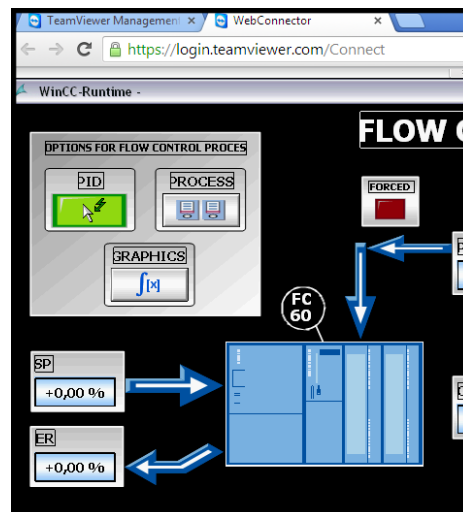 TeamViewer Management
WebConnector
https://login.teamviewer.com/Connect
WinCC-Runtime -
FLOW
OPTIONS FOR FLOW CONTROL PROCES
PID
PROCESS
FORCED
GRAPHICS
∫[x]
FC
60
SP
+0,00 %
ER
+0,00 %